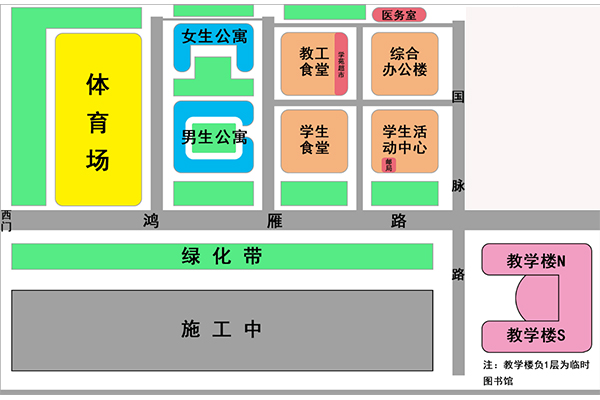 医务室
女生公寓
体育场
教工
食堂
学苑超市
综合
办公楼
国脉路
男生公寓
学生
食堂
学生活
动中心
邮局
西门
鸿雁路
绿化带
教学楼N
施工中
教学楼S
注：教学楼负1层为临时
图书馆